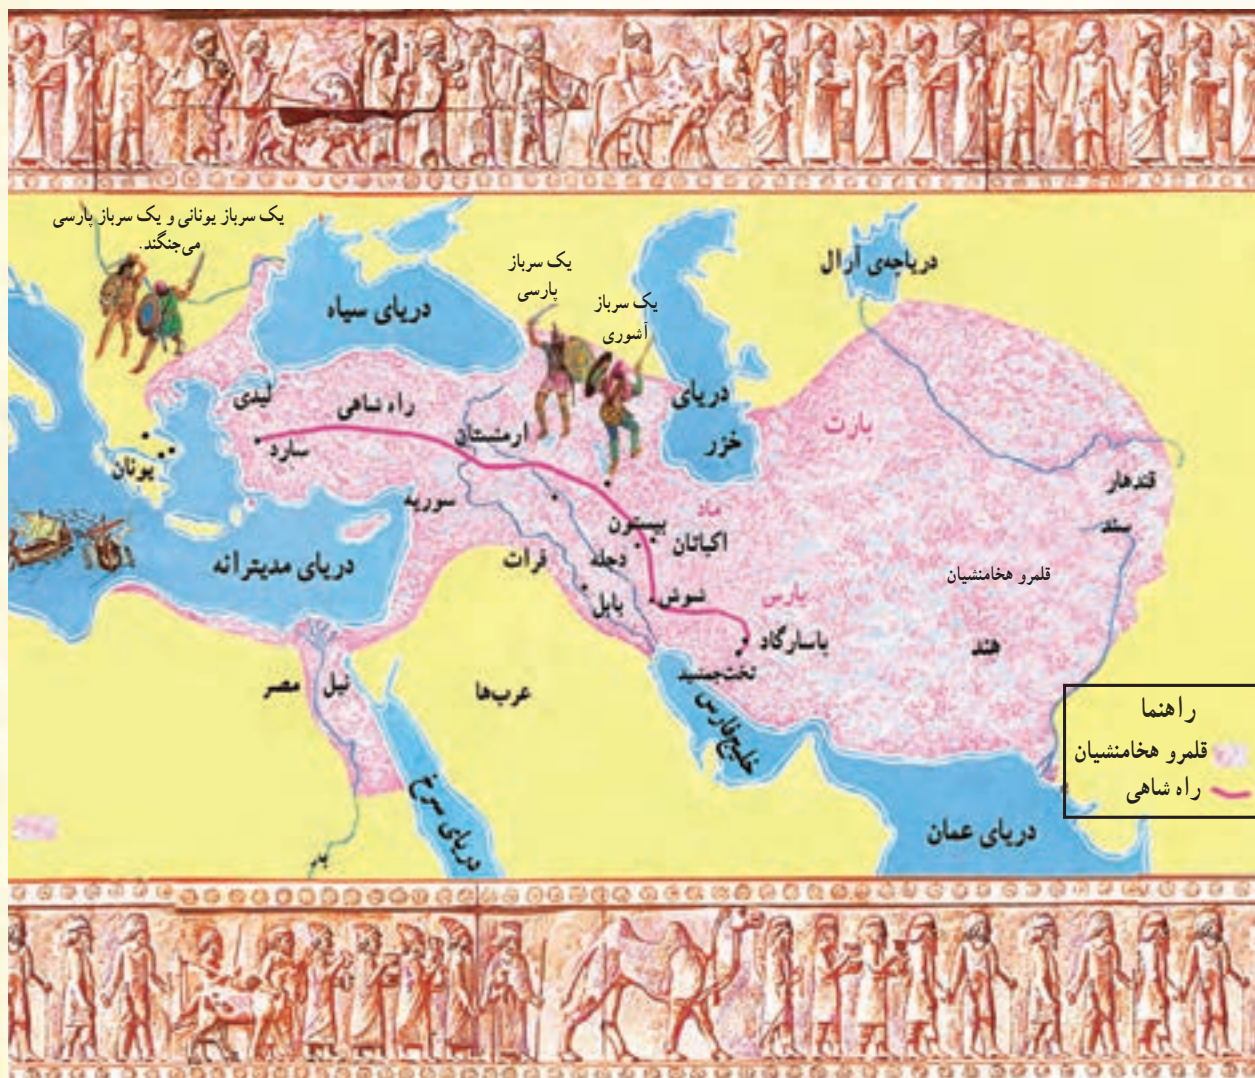 یک سرباز یونانی و یک سرباز پارسی
می‌جنگند.
یک سرباز
پارسی
یک سرباز
آشوری
دریاچه‌ی آرال
دریای سیاه
دریای
خزر
لیدی
راه شاهی
ارمنستان
سارد
یونان
سوریه
پارت
قندهار
سند
ماد
بیستون
اکباتان
دجله
فرات
بابل
شوش
پارس
پاسارگاد
تخت‌جمشید
قلمرو هخامنشیان
هند
دریای مدیترانه
مصر
نیل
عرب‌ها
خلیج فارس
دریای سرخ
دریای عمان
راهنما
قلمرو هخامنشیان
راه شاهی